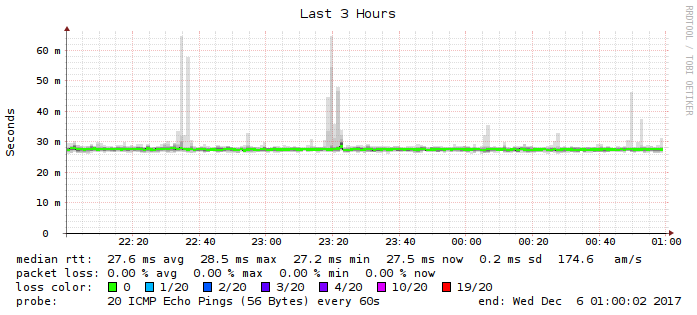 Last 3 Hours
RRDTOOL / TOBI OETIKER
Seconds
60 m
50 m
40 m
30 m
20 m
10 m
0
22:20 22:40 23:00 23:20 23:40 00:00 00:20 00:40 01:00
median rtt: 27.6 ms avg 28.5 ms max 27.2 ms min 27.5 ms now 0.2 ms sd 174.6 am/s
packet loss: 0.00 % avg 0.00 % max 0.00 % min 0.00 % now
loss color: 0 1/20 2/20 3/20 4/20 10/20 19/20
probe: 20 ICMP Echo Pings (56 Bytes) every 60s end: Wed Dec 6 01:00:02 2017